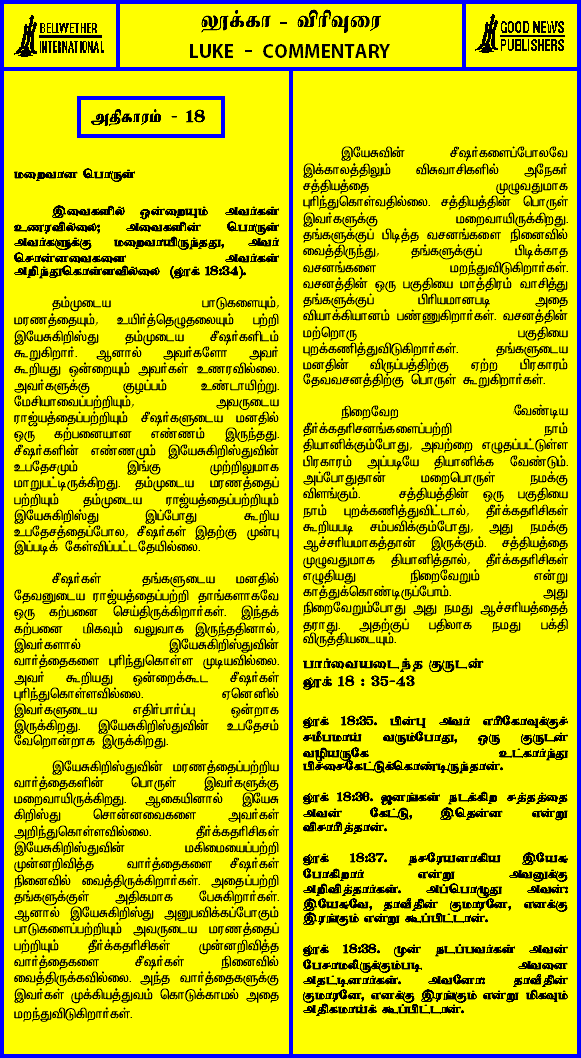 BELLWETHER
INTERNATIONAL
லூக்கா - விரிவுரை
LUKE - COMMENTARY
GOOD NEWS
PUBLISHERS
அதிகாரம் - 18
மறைவான பொருள்
இவைகளில் ஒன்றையும் அவர்கள்
உணரவில்லை; அவைகளின் பொருள்
அவர்களுக்கு மறைவாயிருந்தது, அவர்
சொன்னவைகளை அவர்கள்
அறிந்துகொள்ளவில்லை (லூக் 18:34).
தம்முடைய பாடுகளையும்,
மரணத்தையும், உயிர்த்தெழுதலையும் பற்றி
இயேசுகிறிஸ்து தம்முடைய சீஷர்களிடம்
கூறுகிறார். ஆனால் அவர்களோ அவர்
கூறியது ஒன்றையும் அவர்கள் உணரவில்லை.
அவர்களுக்கு குழப்பம் உண்டாயிற்று.
மேசியாவைப்பற்றியும், அவருடைய
ராஜ்யத்தைப்பற்றியும் சீஷர்களுடைய மனதில்
ஒரு கற்பனையான எண்ணம் இருந்தது.
சீஷர்களின் எண்ணமும் இயேசுகிறிஸ்துவின்
உபதேசமும் இங்கு முற்றிலுமாக
மாறுபட்டிருக்கிறது. தம்முடைய மரணத்தைப்
பற்றியும் தம்முடைய ராஜ்யத்தைப்பற்றியும்
இயேசுகிறிஸ்து இப்போது கூறிய
உபதேசத்தைப்போல, சீஷர்கள் இதற்கு முன்பு
இப்படிக் கேள்விப்பட்டதேயில்லை.
சீஷர்கள் தங்களுடைய மனதில்
தேவனுடைய ராஜ்யத்தைப்பற்றி தாங்களாகவே
ஒரு கற்பனை செய்திருக்கிறார்கள். இந்தக்
கற்பனை மிகவும் வலுவாக இருந்ததினால்,
இவர்களால் இயேசுகிறிஸ்துவின்
வார்த்தைகளை புரிந்துகொள்ள முடியவில்லை.
அவர் கூறியது ஒன்றைக்கூட சீஷர்கள்
புரிந்துகொள்ளவில்லை. ஏனெனில்
இவர்களுடைய எதிர்பார்ப்பு ஒன்றாக
இருக்கிறது. இயேசுகிறிஸ்துவின் உபதேசம்
வேறொன்றாக இருக்கிறது.
இயேசுகிறிஸ்துவின் மரணத்தைப்பற்றிய
வார்த்தைகளின் பொருள் இவர்களுக்கு
மறைவாயிருக்கிறது. ஆகையினால் இயேசு
கிறிஸ்து சொன்னவைகளை அவர்கள்
அறிந்துகொள்ளவில்லை. தீர்க்கதரிசிகள்
இயேசுகிறிஸ்துவின் மகிமையைப்பற்றி
முன்னறிவித்த வார்த்தைகளை சீஷர்கள்
நினைவில் வைத்திருக்கிறார்கள். அதைப்பற்றி
தங்களுக்குள் அதிகமாக பேசுகிறார்கள்.
ஆனால் இயேசுகிறிஸ்து அனுபவிக்கப்போகும்
பாடுகளைப்பற்றியும் அவருடைய மரணத்தைப்
பற்றியும் தீர்க்கதரிசிகள் முன்னறிவித்த
வார்த்தைகளை சீஷர்கள் நினைவில்
வைத்திருக்கவில்லை. அந்த வார்த்தைகளுக்கு
இவர்கள் முக்கியத்துவம் கொடுக்காமல் அதை
மறந்துவிடுகிறார்கள்.
இயேசுவின் சீஷர்களைப்போலவே
இக்காலத்திலும் விசுவாசிகளில் அநேகர்
சத்தியத்தை முழுவதுமாக
புரிந்துகொள்வதில்லை. சத்தியத்தின் பொருள்
இவர்களுக்கு மறைவாயிருக்கிறது.
தங்களுக்குப் பிடித்த வசனங்களை நினைவில்
வைத்திருந்து, தங்களுக்குப் பிடிக்காத
வசனங்களை மறந்துவிடுகிறார்கள்.
வசனத்தின் ஒரு பகுதியை மாத்திரம் வாசித்து
தங்களுக்குப் பிரியமானபடி அதை
வியாக்கியானம் பண்ணுகிறார்கள். வசனத்தின்
மற்றொரு பகுதியை
புறக்கணித்துவிடுகிறார்கள். தங்களுடைய
மனதின் விருப்பத்திற்கு ஏற்ற பிரகாரம்
தேவவசனத்திற்கு பொருள் கூறுகிறார்கள்.
நிறைவேற வேண்டிய
தீர்க்கதரிசனங்களைப்பற்றி நாம்
தியானிக்கும்போது, அவற்றை எழுதப்பட்டுள்ள
பிரகாரம் அப்படியே தியானிக்க வேண்டும்.
அப்போதுதான் மறைபொருள் நமக்கு
விளங்கும். சத்தியத்தின் ஒரு பகுதியை
நாம் புறக்கணித்துவிட்டால், தீர்க்கதரிசிகள்
கூறியபடி சம்பவிக்கும்போது, அது நமக்கு
ஆச்சரியமாகத்தான் இருக்கும். சத்தியத்தை
முழுவதுமாக தியானித்தால், தீர்க்கதரிசிகள்
எழுதியது நிறைவேறும் என்று
காத்துக்கொண்டிருப்போம். அது
நிறைவேறும்போது அது நமது ஆச்சரியத்தைத்
தராது. அதற்குப் பதிலாக நமது பக்தி
விருத்தியடையும்.
பார்வையடைந்த குருடன்
லூக் 18 : 35-43
லூக் 18:35. பின்பு அவர் எரிகோவுக்குச்
சமீபமாய் வரும்போது, ஒரு குருடன்
வழியருகே உட்கார்ந்து
பிச்சைகேட்டுக்கொண்டிருந்தான்.
லூக் 18:36. ஜனங்கள் நடக்கிற சத்தத்தை
அவன் கேட்டு, இதென்ன என்று
விசாரித்தான்.
லூக் 18:37. நசரேயனாகிய இயேசு
போகிறார் என்று அவனுக்கு
அறிவித்தார்கள். அப்பொழுது அவன்:
இயேசுவே, தாவீதின் குமாரனே, எனக்கு
இரங்கும் என்று கூப்பிட்டான்.
லூக் 18:38. முன் நடப்பவர்கள் அவன்
பேசாமலிருக்கும்படி அவனை
அதட்டினார்கள். அவனோ: தாவீதின்
குமாரனே, எனக்கு இரங்கும் என்று மிகவும்
அதிகமாய்க் கூப்பிட்டான்.